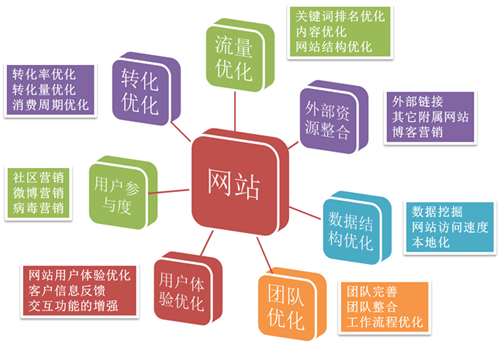 关键词排名优化
内容优化
网站结构优化
流量
优化
转化率优化
转化量优化
消费周期优化
转化
优化
外部资
源整合
外部链接
其它附属网站
博客营销
社区营销
微博营销
病毒营销
用户参
与度
网站
数据结
构优化
数据挖掘
网站访问速度
本地化
网站用户体验优化
客户信息反馈
交互功能的增强
用户体
验优化
团队
优化
团队完善
团队整合
工作流程优化